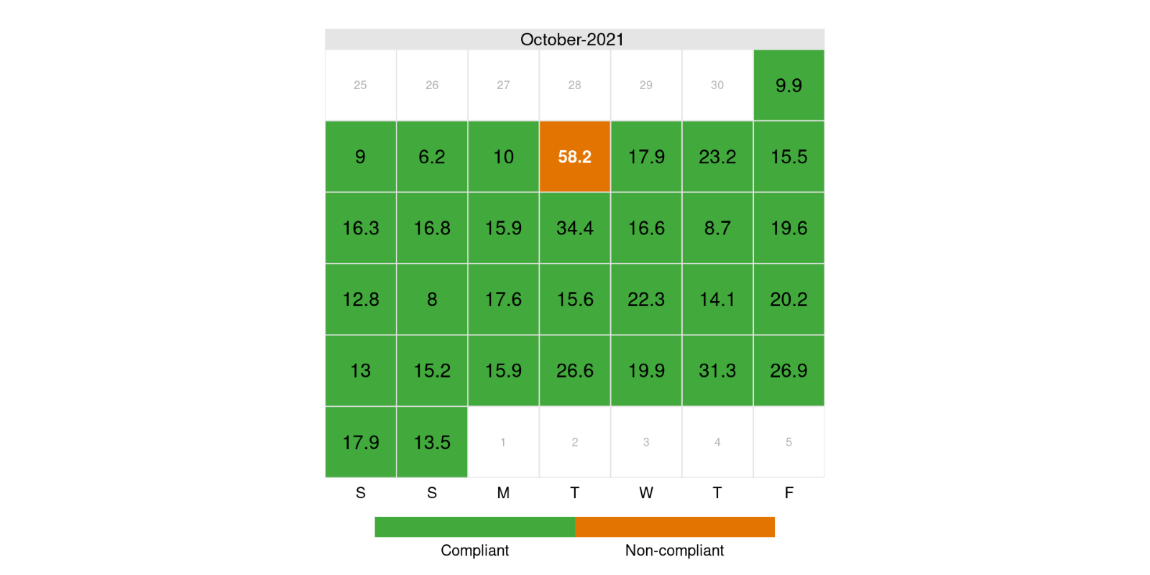 October-2021
25 26 27 28 29 30 9.9
9 6.2 10 58.2 17.9 23.2 15.5
16.3 16.8 15.9 34.4 16.6 8.7 19.6
12.8 8 17.6 15.6 22.3 14.1 20.2
13 15.2 15.9 26.6 19.9 31.3 26.9
17.9 13.5 1 2 3 4 5
S S M T W T F
Compliant Non-compliant